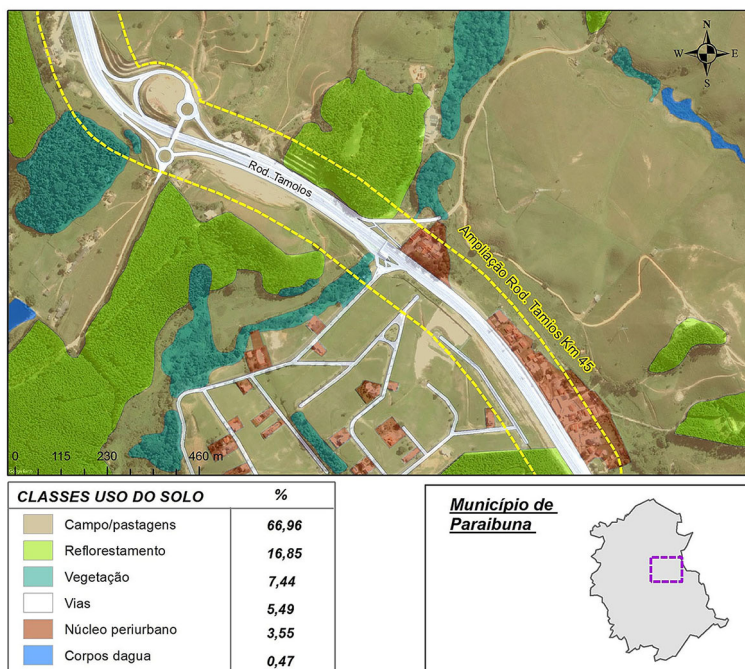 N
W E
S
Rod. Tamoios
Ampliação Rod. Tamios Km 45
0 115 230 460 m
CLASSES USO DO SOLO %
Campo/pastagens 66,96
Reflorestamento 16,85
Vegetação 7,44
Vias 5,49
Núcleo periurbano 3,55
Corpos dagua 0,47
Município de
Paraibuna